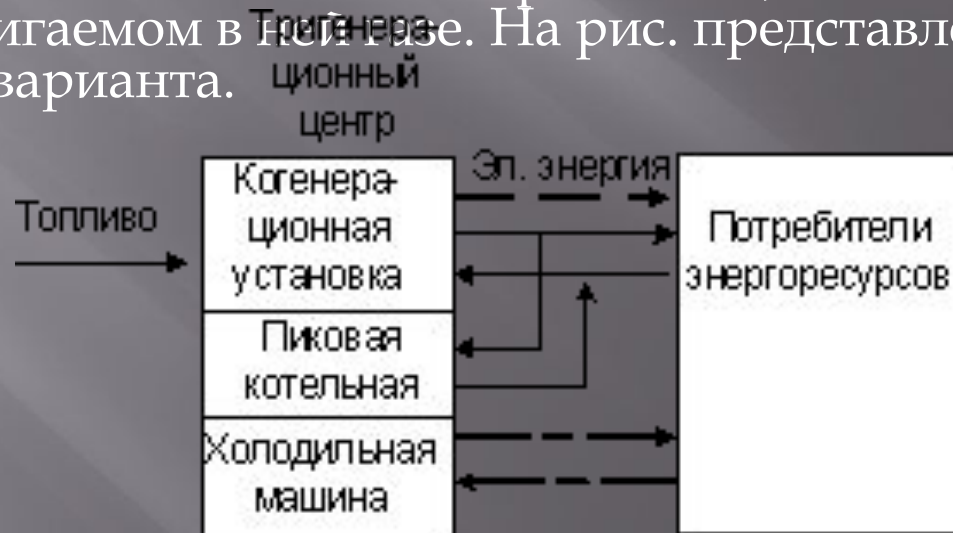 игаемом в ней газе. На рис. представле
варианта.
Тригенера-
ционный
центр
Топливо
Когенера-
ционная
установка
Эл. энергия
Потребители
энергоресурсов
Пиковая
котельная
Холодильная
машина